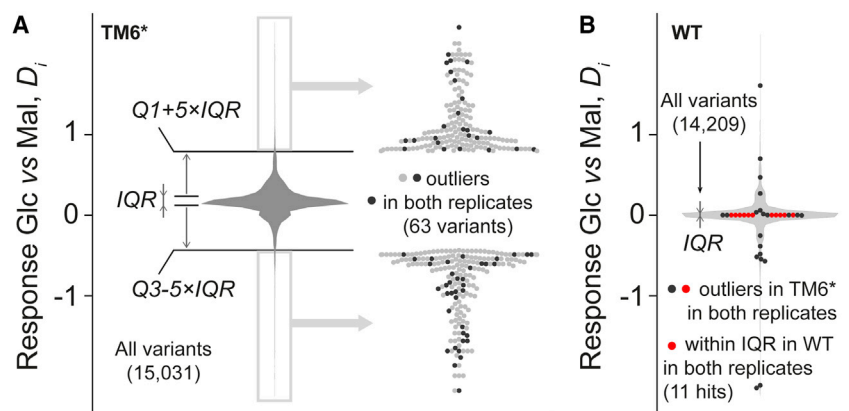 A
TM6*
Response Glc vs Mal, Di
1
0
-1
Q1+5×IQR
IQR
Q3-5×IQR
All variants
(15,031)
outliers
in both replicates
(63 variants)
B
WT
Response Glc vs Mal, Di
1
0
-1
All variants
(14,209)
IQR
outliers in TM6*
in both replicates
within IQR in WT
in both replicates
(11 hits)